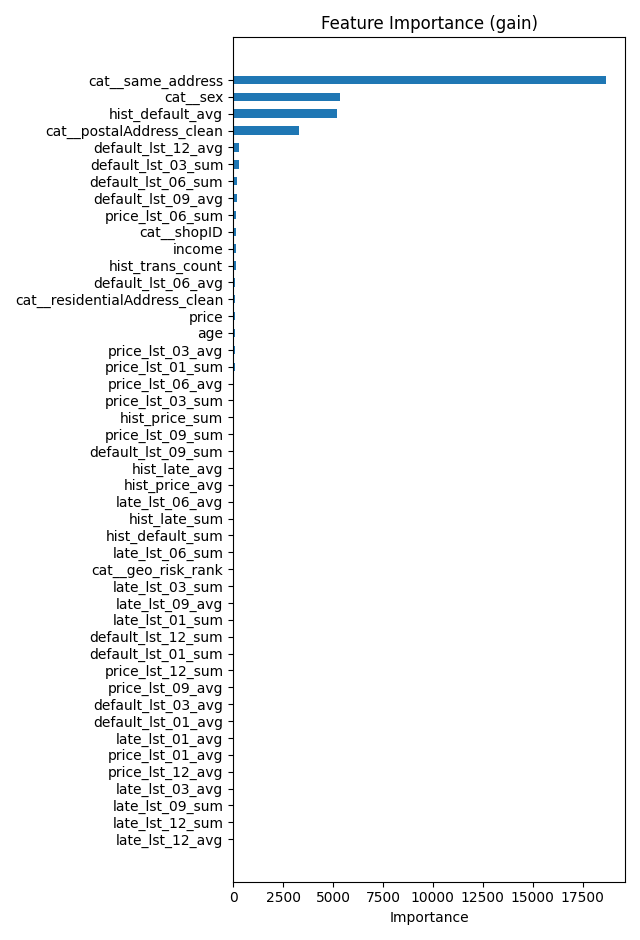 Feature Importance (gain)
cat__same_address
cat__sex
hist_default_avg
cat__postalAddress_clean
default_lst_12_avg
default_lst_03_sum
default_lst_06_sum
default_lst_09_avg
price_lst_06_sum
cat__shopID
income
hist_trans_count
default_lst_06_avg
cat__residentialAddress_clean
price
age
price_lst_03_avg
price_lst_01_sum
price_lst_06_avg
price_lst_03_sum
hist_price_sum
price_lst_09_sum
default_lst_09_sum
hist_late_avg
hist_price_avg
late_lst_06_avg
hist_late_sum
hist_default_sum
late_lst_06_sum
cat__geo_risk_rank
late_lst_03_sum
late_lst_09_avg
late_lst_01_sum
default_lst_12_sum
default_lst_01_sum
price_lst_12_sum
price_lst_09_avg
default_lst_03_avg
default_lst_01_avg
late_lst_01_avg
price_lst_01_avg
price_lst_12_avg
late_lst_03_avg
late_lst_09_sum
late_lst_12_sum
late_lst_12_avg
0 2500 5000 7500 10000 12500 15000 17500
Importance